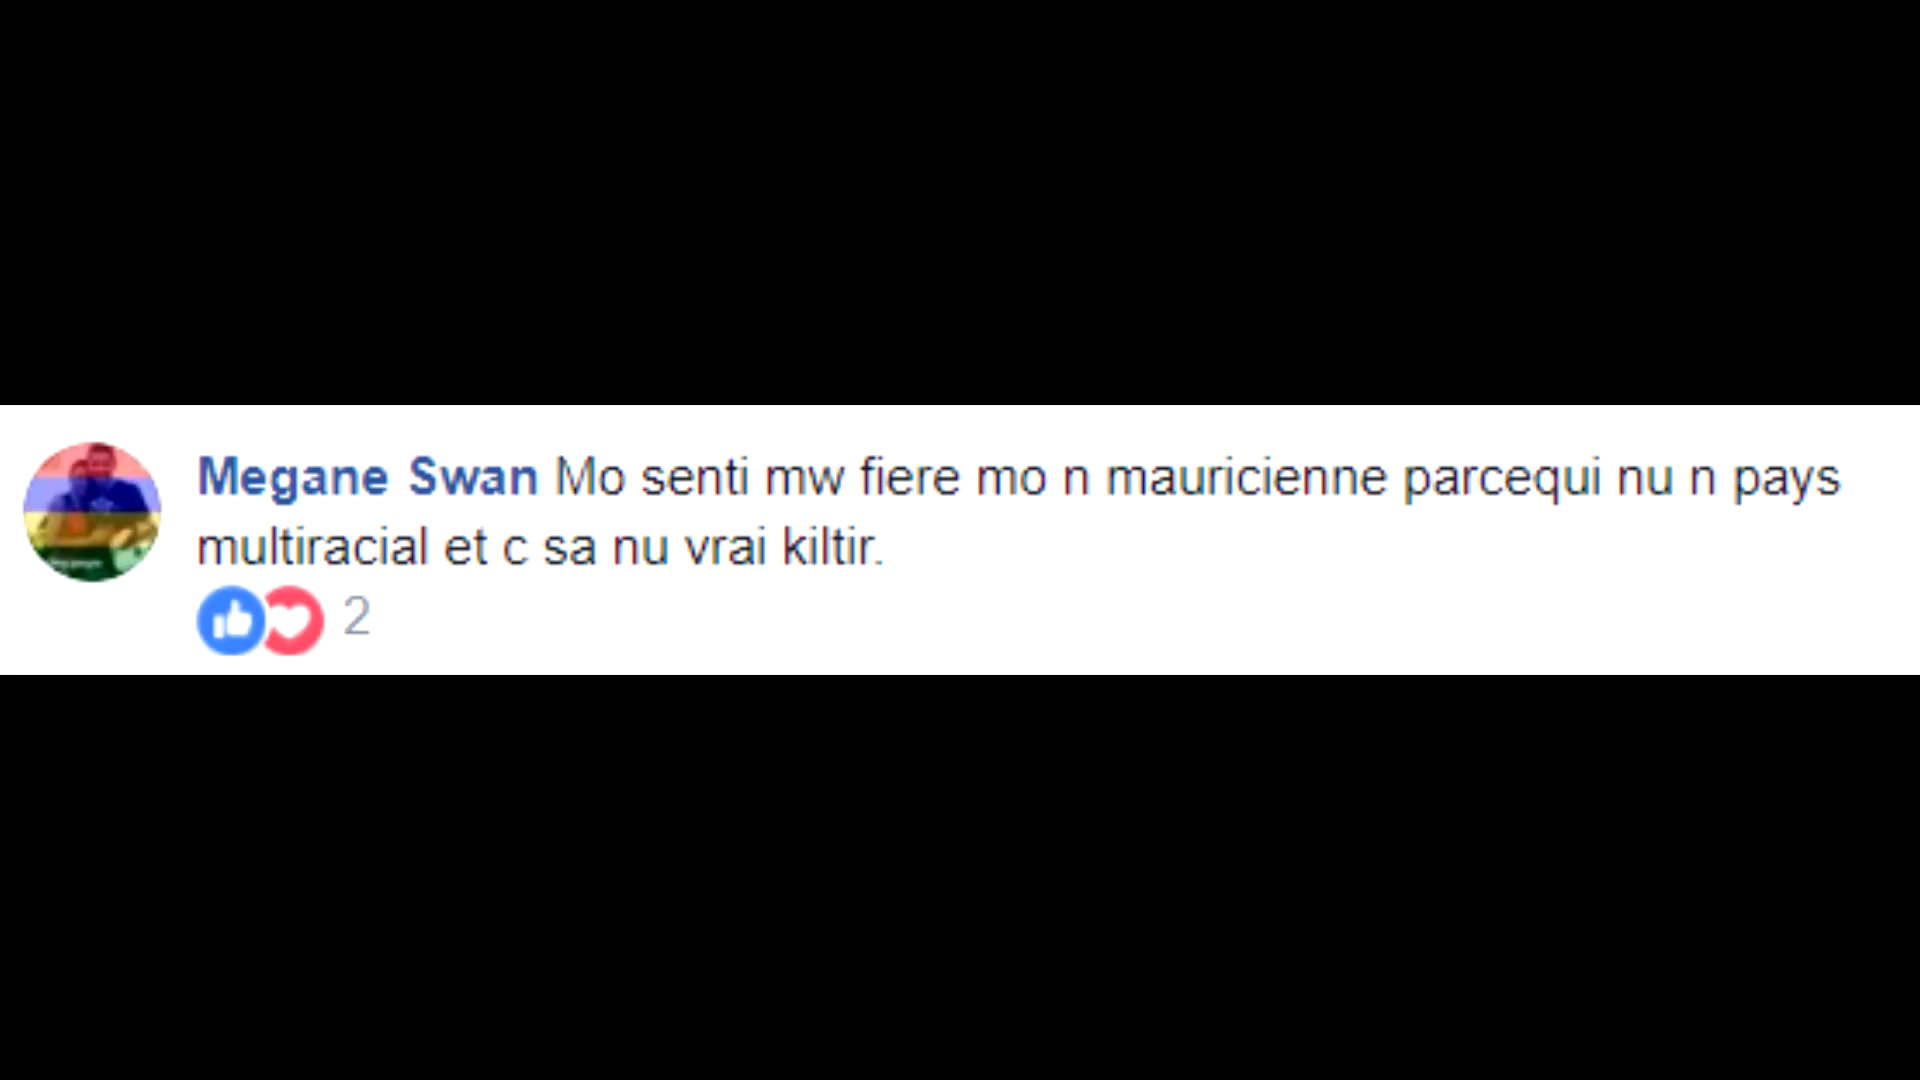 Megane Swan Mo senti mw fiere mo n mauricienne parcequi nu n pays
multiracial et c sa nu vrai kiltir.
2